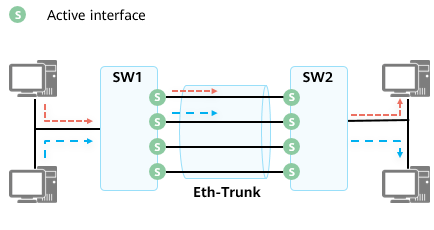 S Active interface
SW1
SW2
S S
S S
S S
S S
Eth-Trunk